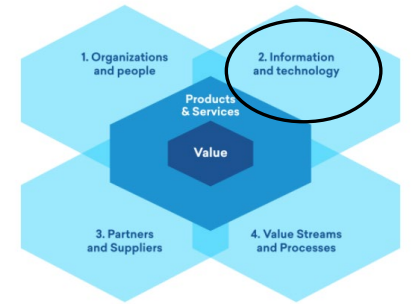 1. Organizations
and people
2. Information
and technology
Products
& Services
Value
3. Partners
and Suppliers
4. Value Streams
and Processes